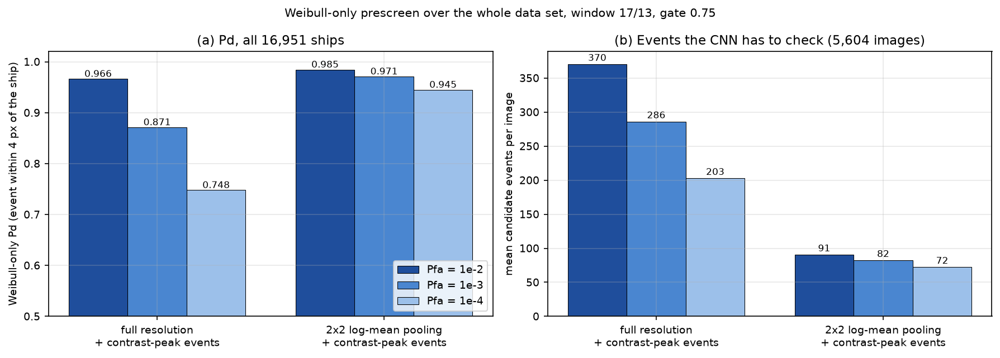 Weibull-only prescreen over the whole data set, window 17/13, gate 0.75
(a) Pd, all 16,951 ships
Weibull-only Pd (event within 4 px of the ship)
1.0
0.9
0.8
0.7
0.6
0.5
0.966
0.871
0.748
0.985
0.971
0.945
Pfa = 1e-2
Pfa = 1e-3
Pfa = 1e-4
full resolution
+ contrast-peak events
2x2 log-mean pooling
+ contrast-peak events
(b) Events the CNN has to check (5,604 images)
mean candidate events per image
350
300
250
200
150
100
50
0
370
286
203
91
82
72
full resolution
+ contrast-peak events
2x2 log-mean pooling
+ contrast-peak events